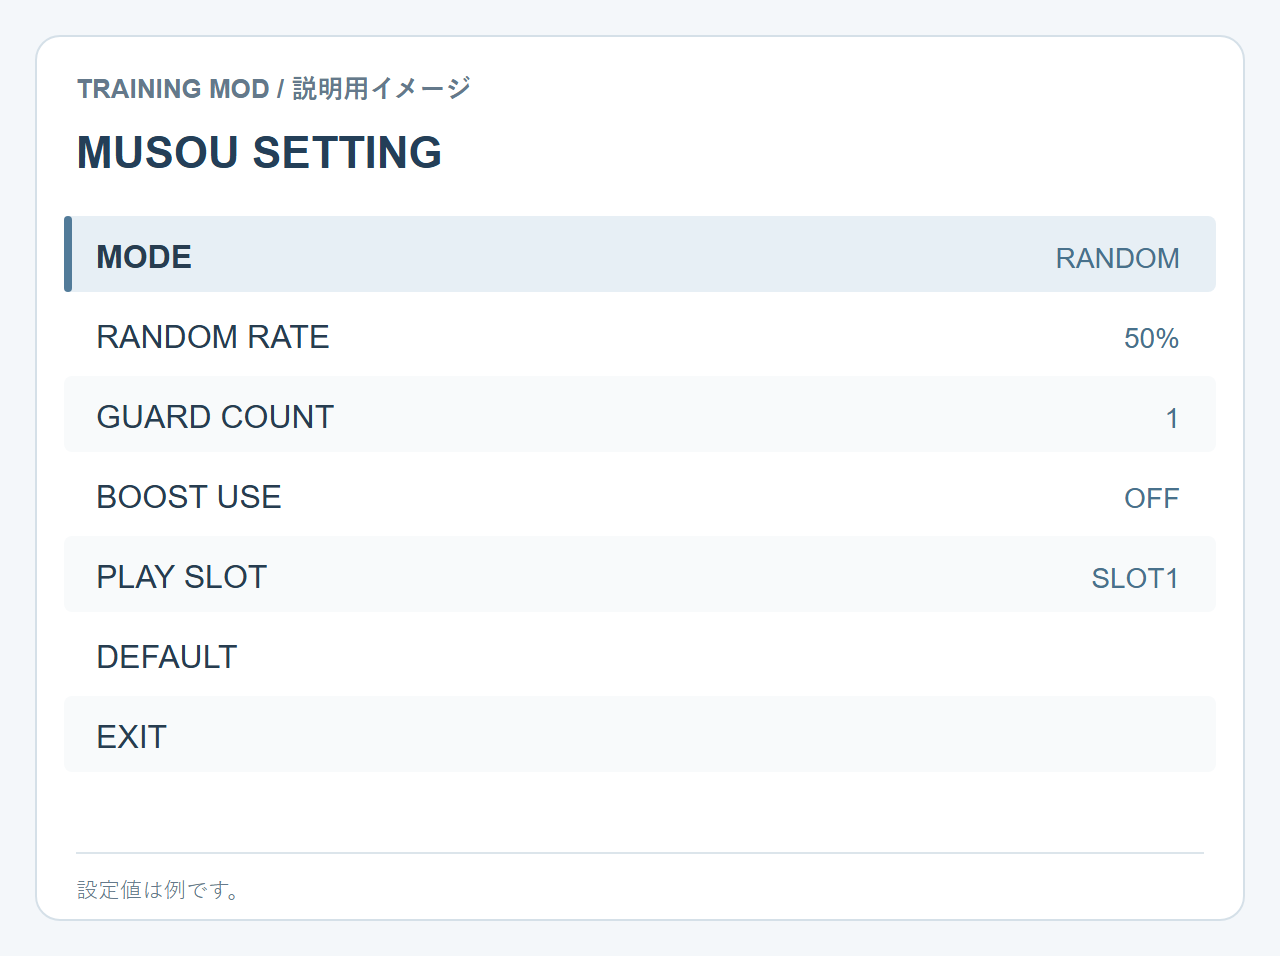 TRAINING MOD / 説明用イメージ
MUSOU SETTING
MODE RANDOM
RANDOM RATE 50%
GUARD COUNT 1
BOOST USE OFF
PLAY SLOT SLOT1
DEFAULT
EXIT
設定値は例です。